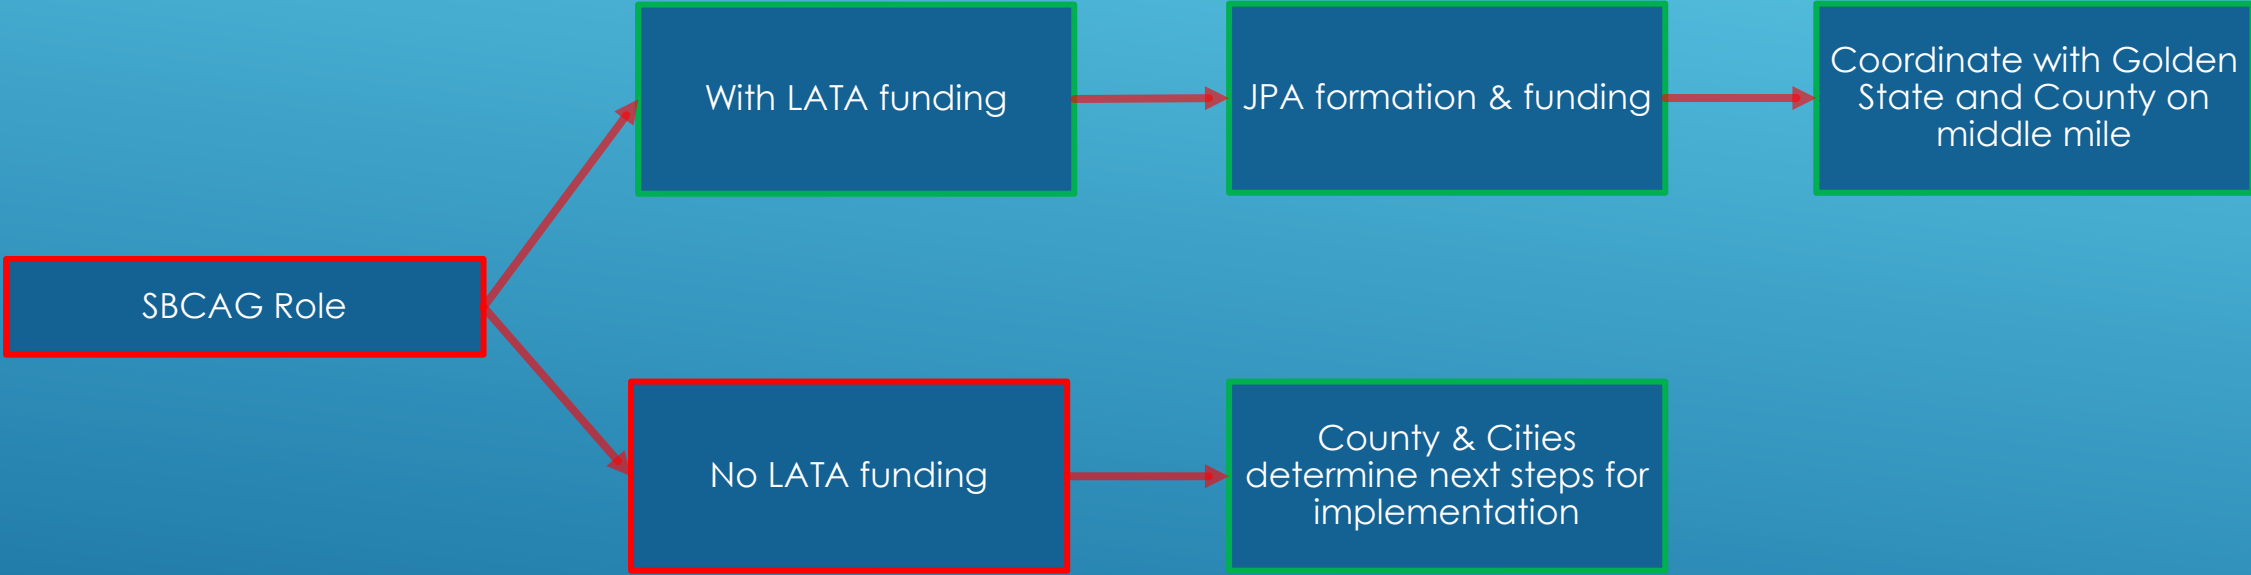 With LATA funding
JPA formation & funding
Coordinate with Golden
State and County on
middle mile
SBCAG Role
No LATA funding
County & Cities
determine next steps for
implementation